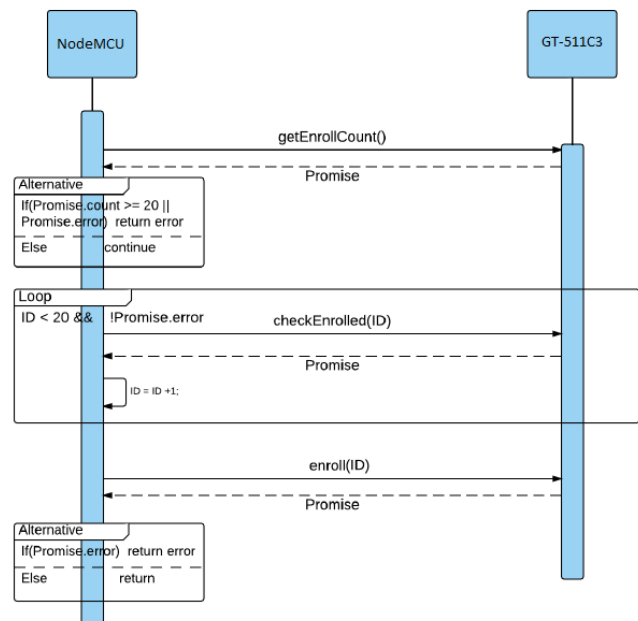 NodeMCU
GT-511C3
getEnrollCount()
Promise
Alternative
If(Promise.count >= 20 ||
Promise.error) return error
Else continue
Loop
ID < 20 && !Promise.error
checkEnrolled(ID)
Promise
ID = ID +1;
enroll(ID)
Promise
Alternative
If(Promise.error) return error
Else return